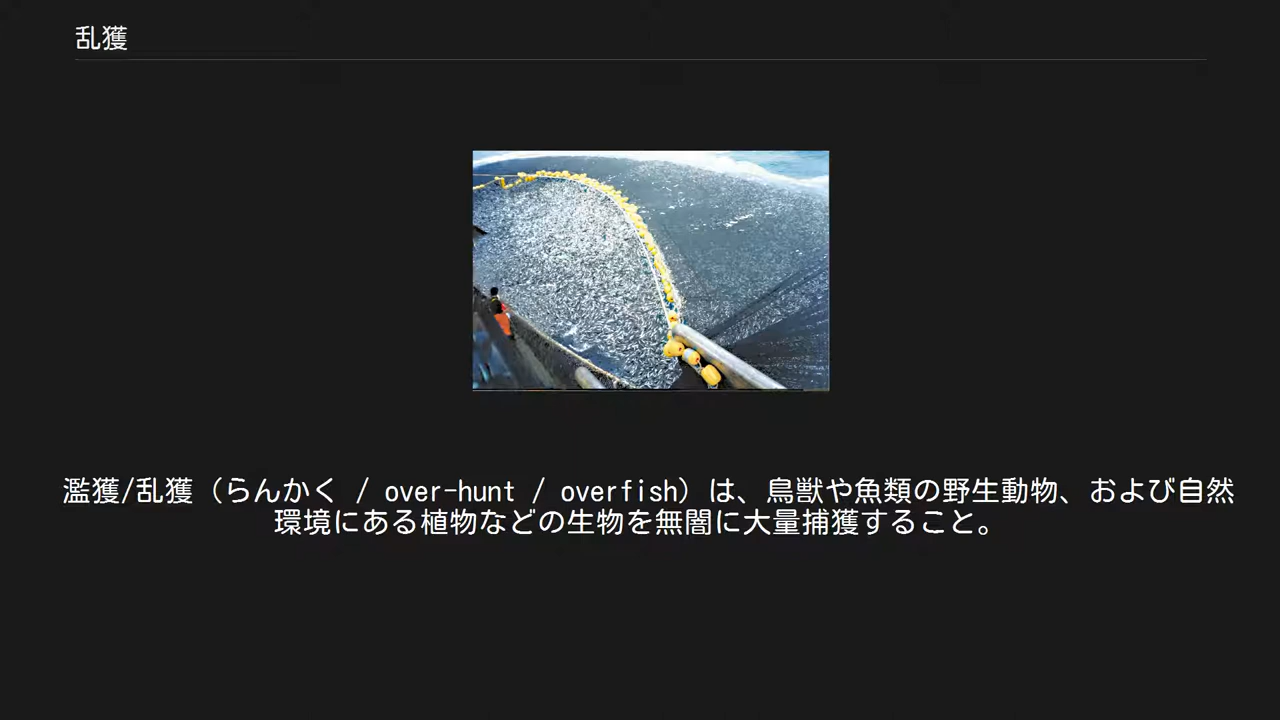 乱獲
濫獲/乱獲（らんかく / over-hunt / overfish）は、鳥獣や魚類の野生動物、および自然
環境にある植物などの生物を無闇に大量捕獲すること。